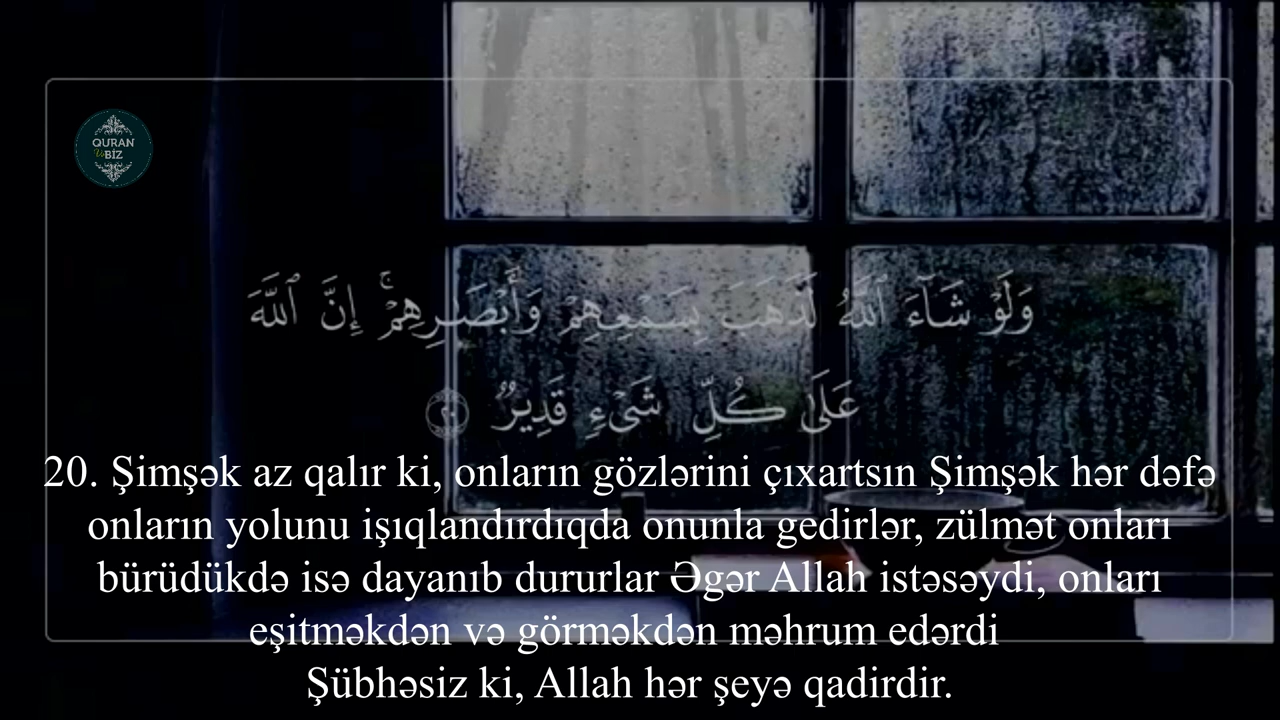 QURAN
Və BİZ
وَلَوْ شَآءَ ٱللَّهُ لَذَهَبَ بِسَمْعِهِمْ وَأَبْصَـٰرِهِمْ ۚ إِنَّ ٱللَّهَ
عَلَىٰ كُلِّ شَىْءٍ قَدِيرٌ ٢٠
20. Şimşək az qalır ki, onların gözlərini çıxartsın Şimşək hər dəfə
onların yolunu işıqlandırdıqda onunla gedirlər, zülmət onları
bürüdükdə isə dayanıb dururlar Əgər Allah istəsəydi, onları
eşitməkdən və görməkdən məhrum edərdi
Şübhəsiz ki, Allah hər şeyə qadirdir.